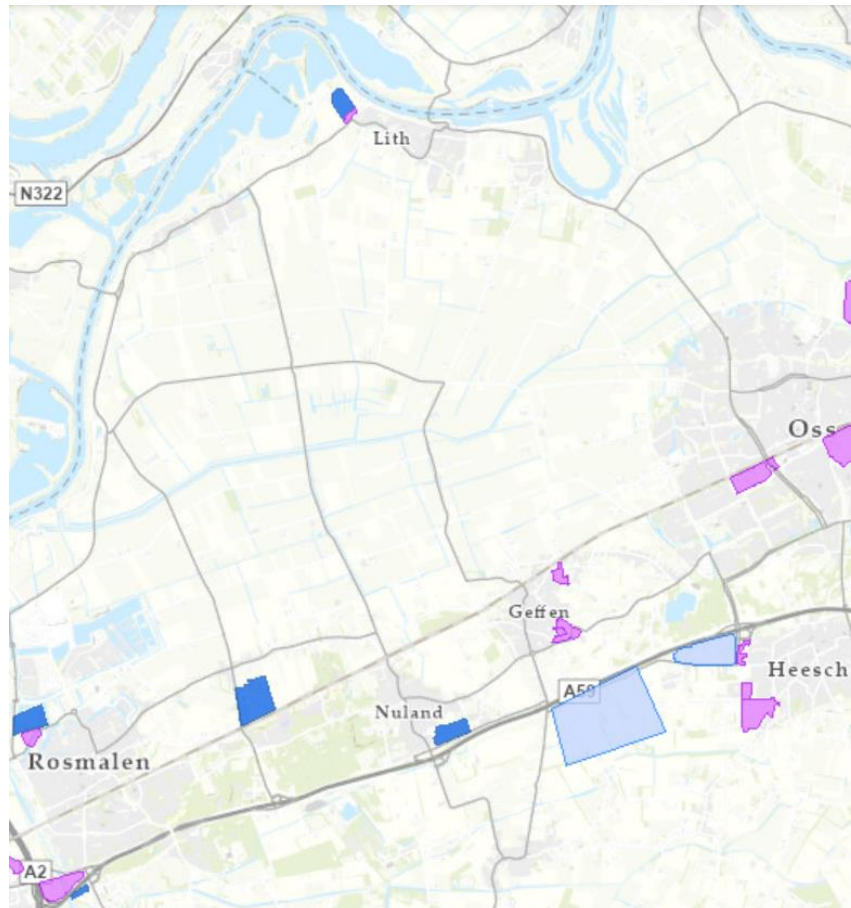 Lith
N322
Oss
Geffen
Heesch
A59
Nuland
Rosmalen
A2